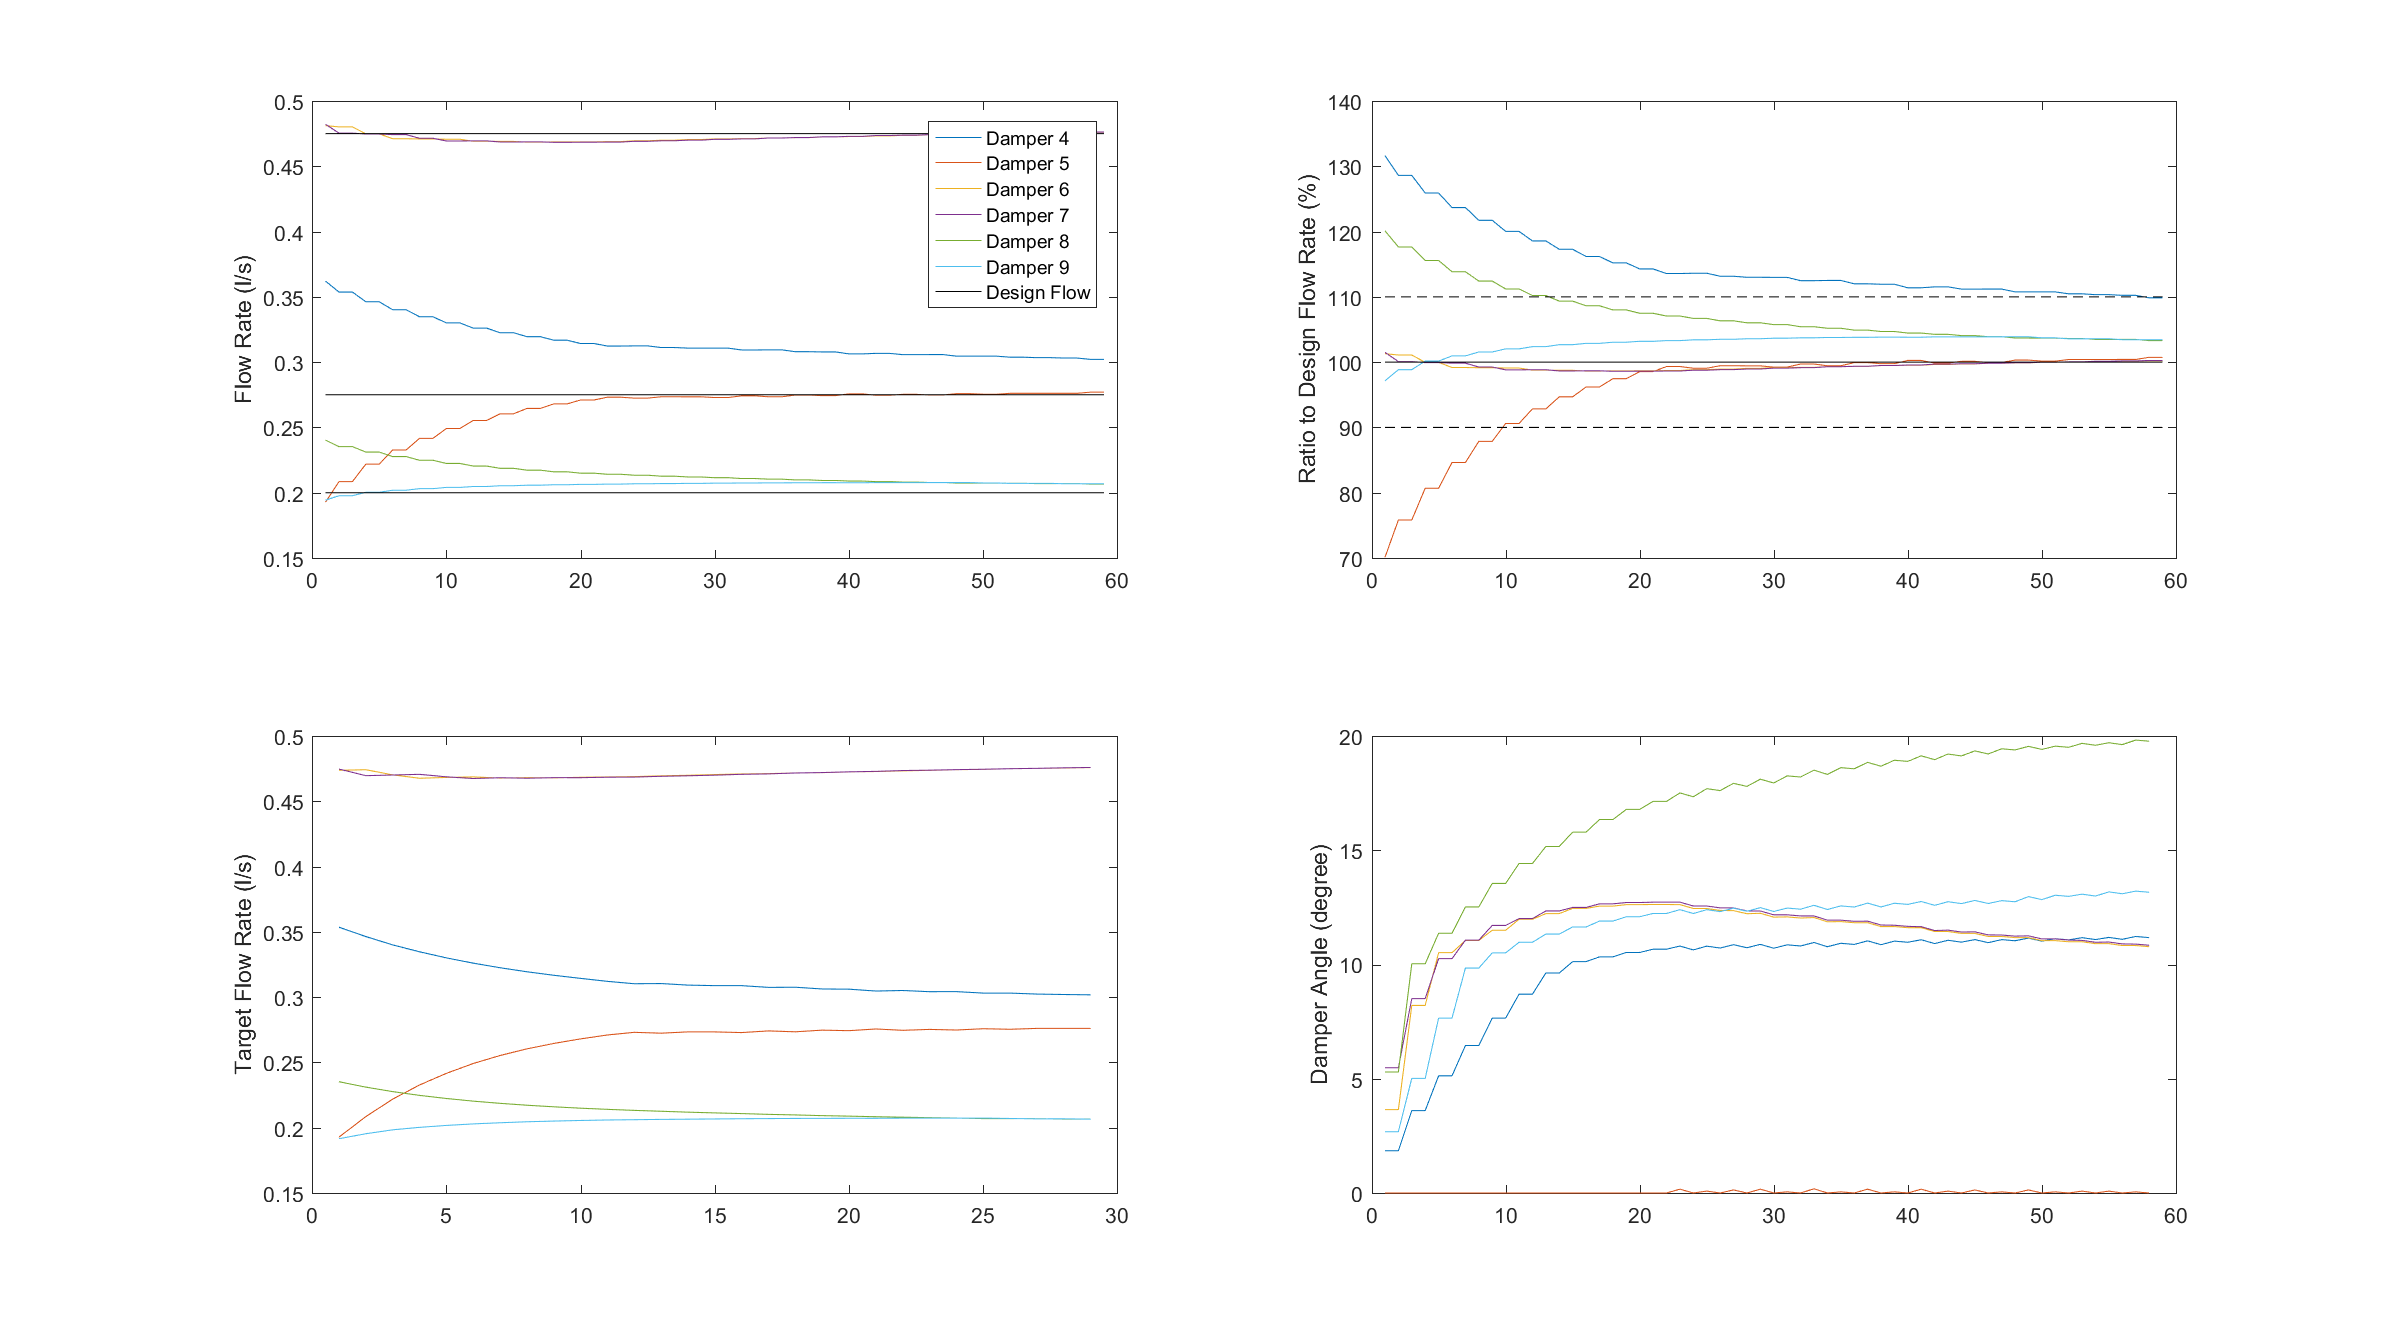 0.5
0.45
0.4
0.35
0.3
0.25
0.2
0.15
0 10 20 30 40 50 60
Flow Rate (l/s)
Damper 4
Damper 5
Damper 6
Damper 7
Damper 8
Damper 9
Design Flow
140
130
120
110
100
90
80
70
0 10 20 30 40 50 60
Ratio to Design Flow Rate (%)
0.5
0.45
0.4
0.35
0.3
0.25
0.2
0.15
0 5 10 15 20 25 30
Target Flow Rate (l/s)
20
15
10
5
0
0 10 20 30 40 50 60
Damper Angle (degree)